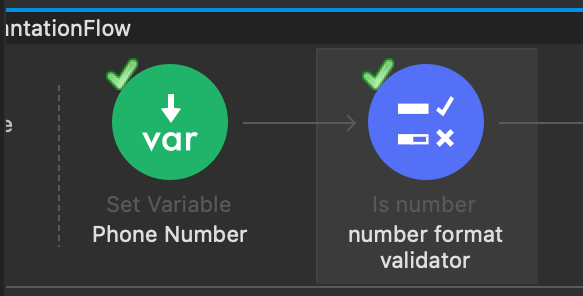 ntationFlow
e
var
Set Variable
Phone Number
Is number
number format
validator